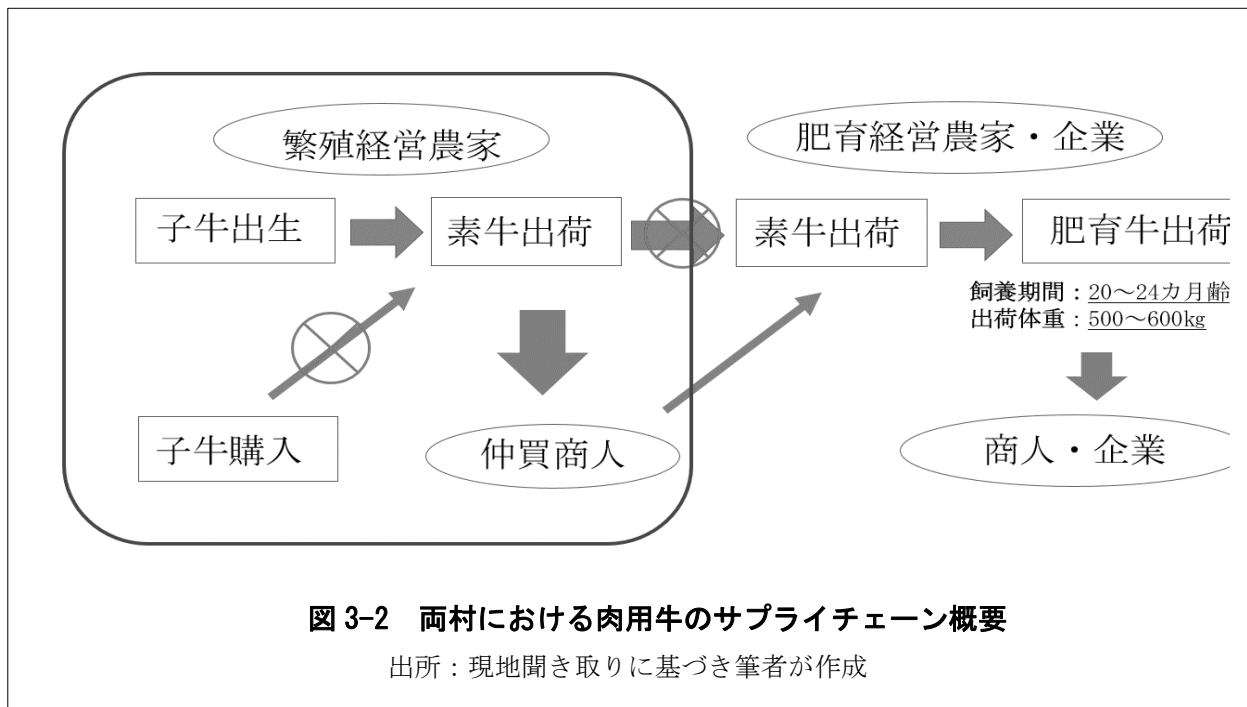 繁殖経営農家
肥育経営農家・企業
子牛出生
素牛出荷
素牛出荷
肥育牛出荷
飼養期間：20～24カ月齢
出荷体重：500～600kg
子牛購入
仲買商人
商人・企業
図 3-2 両村における肉用牛のサプライチェーン概要
出所：現地聞き取りに基づき筆者が作成